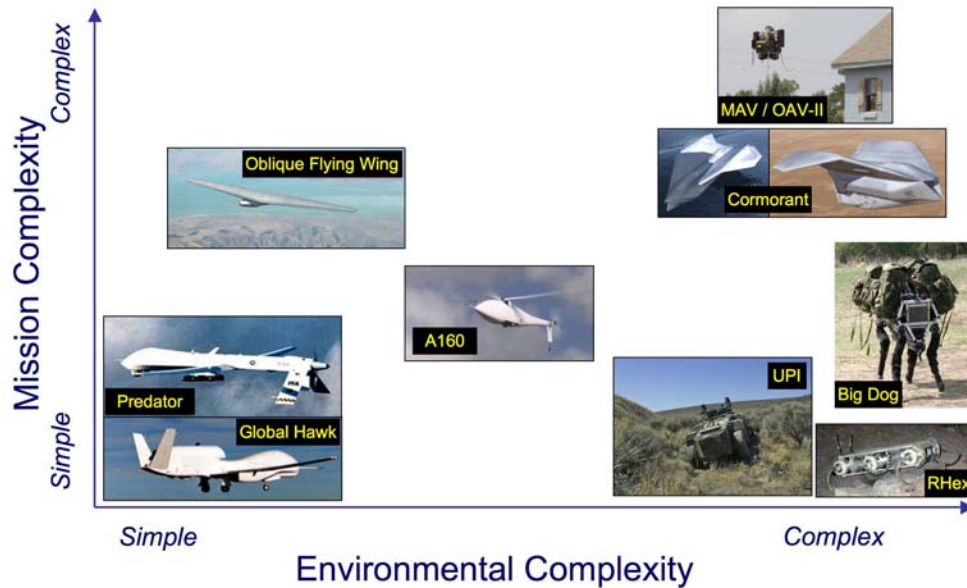 Complex
MAV / OAV-II
Oblique Flying Wing
Cormorant
Mission Complexity
A160
UPI
Big Dog
Predator
Global Hawk
Simple
RHex
Simple
Complex
Environmental Complexity